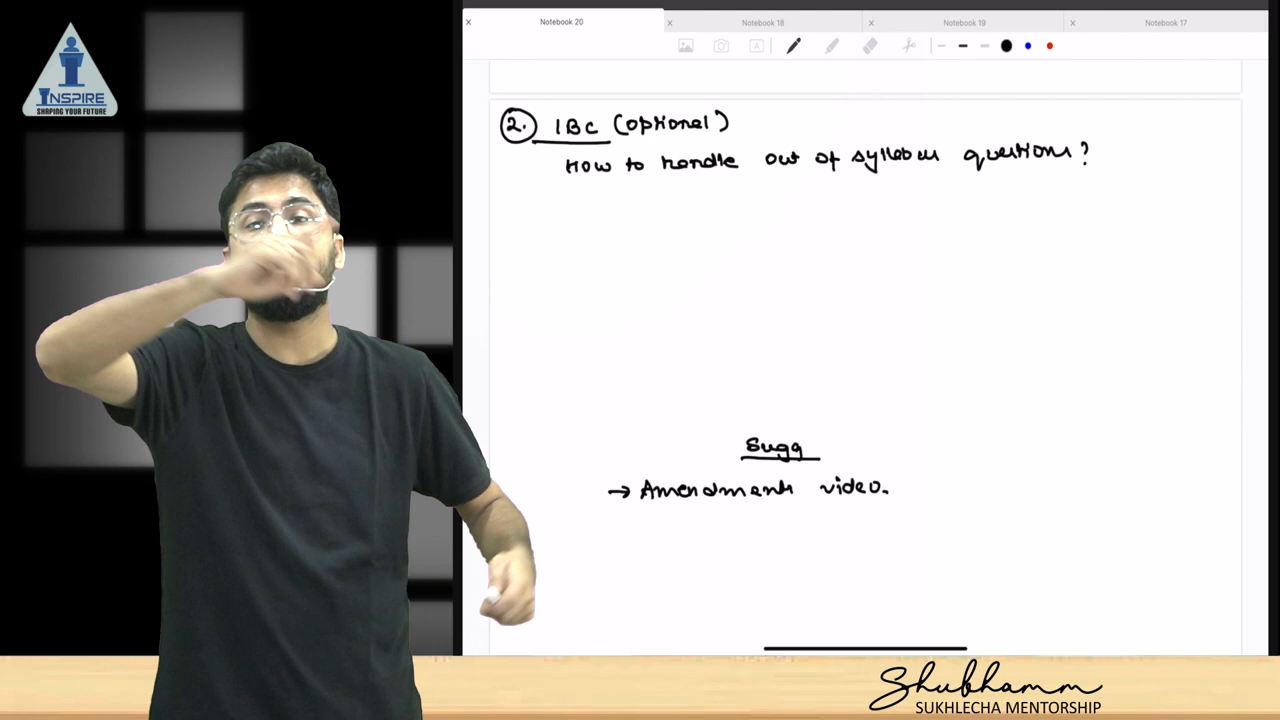 INSPIRE
SHAPING YOUR FUTURE
Notebook 20
Notebook 18
Notebook 19
Notebook 17
A
2. IBC (optional)
How to handle out of syllabus questions?
Sugg
→ Amendments video.
Shubhamm
SUKHLECHA MENTORSHIP